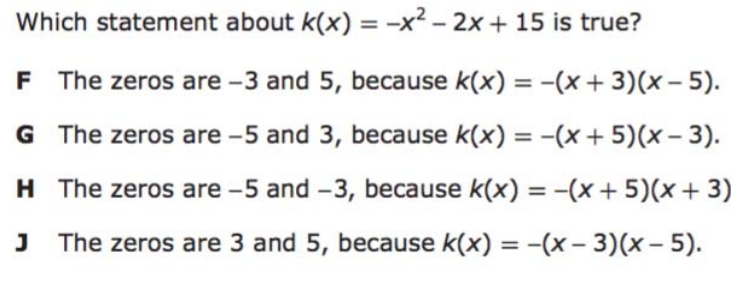 Which statement about k(x) = –x² – 2x + 15 is true?
F The zeros are –3 and 5, because k(x) = –(x + 3)(x – 5).
G The zeros are –5 and 3, because k(x) = –(x + 5)(x – 3).
H The zeros are –5 and –3, because k(x) = –(x + 5)(x + 3)
J The zeros are 3 and 5, because k(x) = –(x – 3)(x – 5).